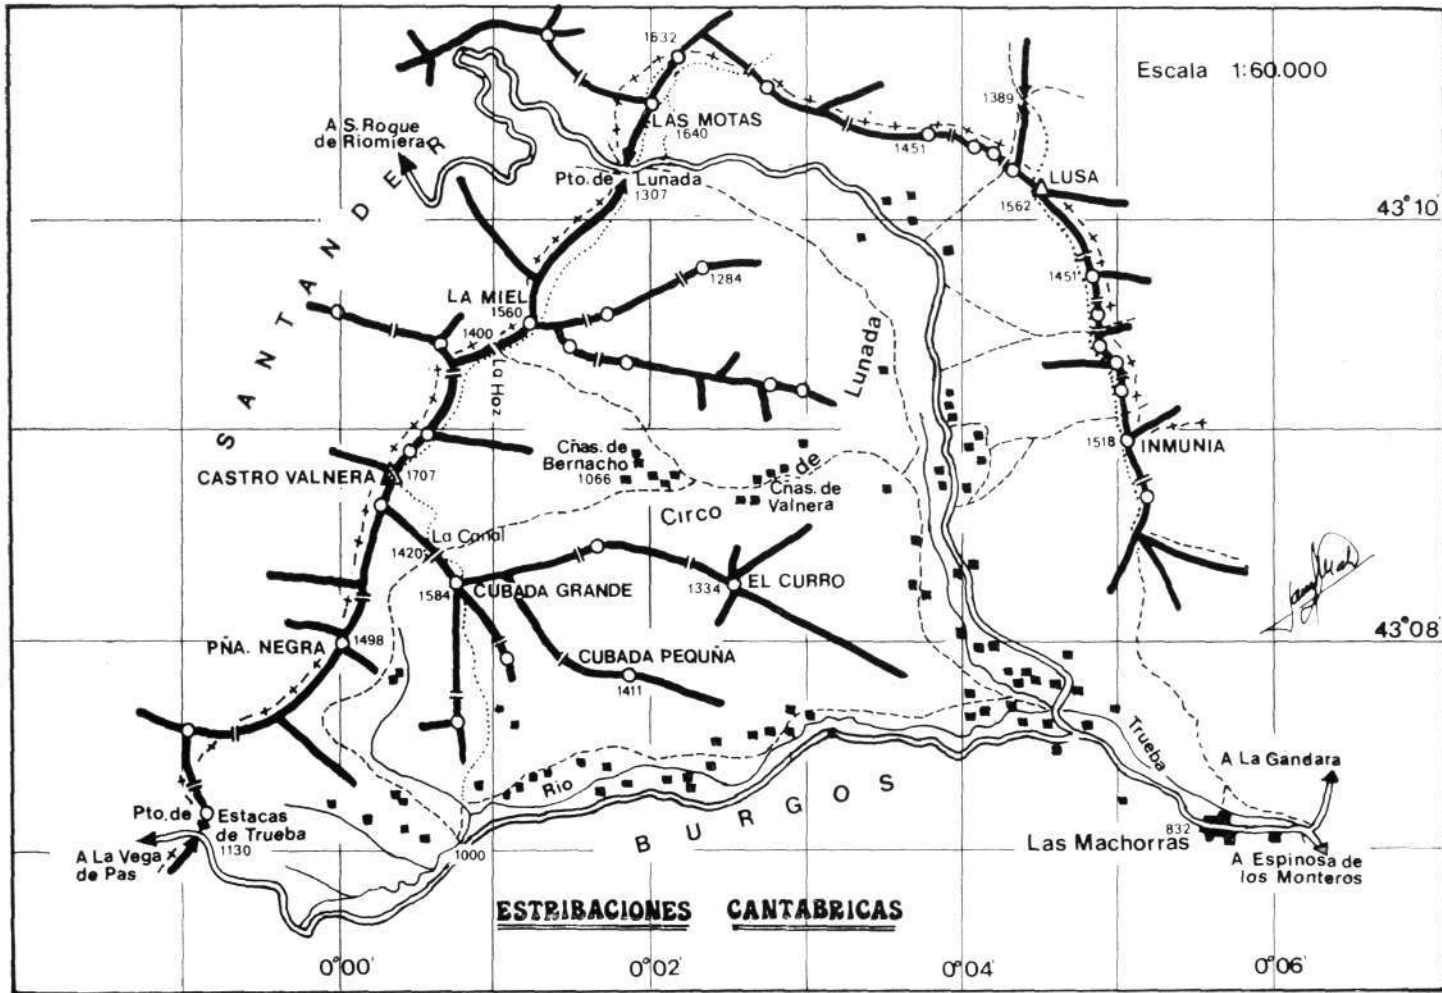 Escala 1:60.000
1632
1389
LAS MOTAS
1640
1451
A S. Roque
de Riomiera
Pto. de Lunada
1307
LUSA
1562
43°10'
SANTANDER
1284
1451
LA MIEL
1560
1400
La Hoz
Circo de Lunada
Cñas. de
Bernacho
1066
Cnas. de
Valnera
1518
INMUNIA
CASTRO VALNERA
1707
La Canal
1420
1584
CUBADA GRANDE
1334
EL CURRO
PÑA. NEGRA
1498
43°08'
CUBADA PEQUÑA
1411
Rio
Trueba
BURGOS
A La Gandara
Pto. de Estacas
de Trueba
1130
A La Vega
de Pas
1000
832
Las Machorras
A Espinosa de
los Monteros
ESTRIBACIONES CANTABRICAS
0°00'
0°02'
0°04'
0°06'